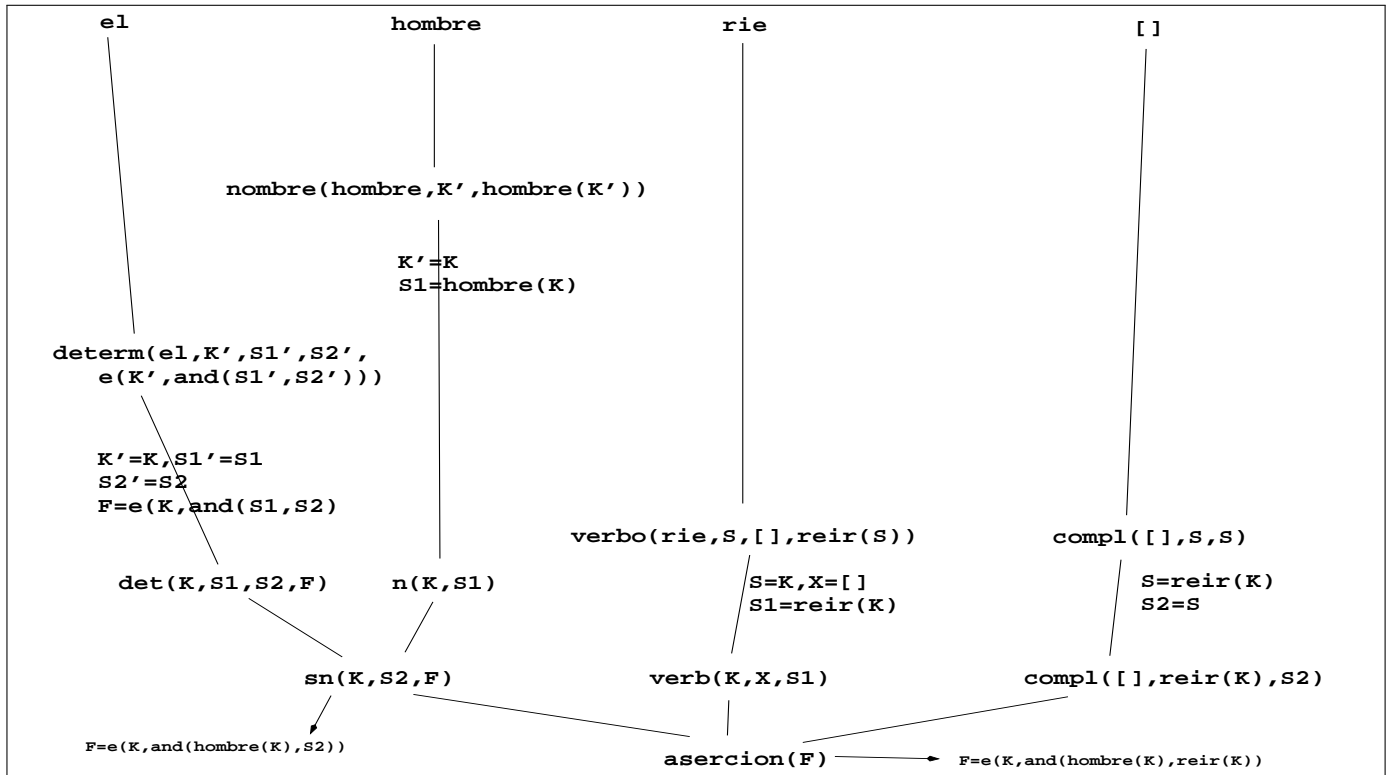 el
hombre
rie
[]
nombre(hombre,K′,hombre(K′))
K′=K
S1=hombre(K)
determ(el,K′,S1′,S2′,
e(K′,and(S1′,S2′)))
K′=K,S1′=S1
S2′=S2
F=e(K,and(S1,S2)
verbo(rie,S,[],reir(S))
compl([],S,S)
det(K,S1,S2,F)
n(K,S1)
S=K,X=[]
S1=reir(K)
S=reir(K)
S2=S
sn(K,S2,F)
verb(K,X,S1)
compl([],reir(K),S2)
F=e(K,and(hombre(K),S2))
asercion(F)
F=e(K,and(hombre(K),reir(K))